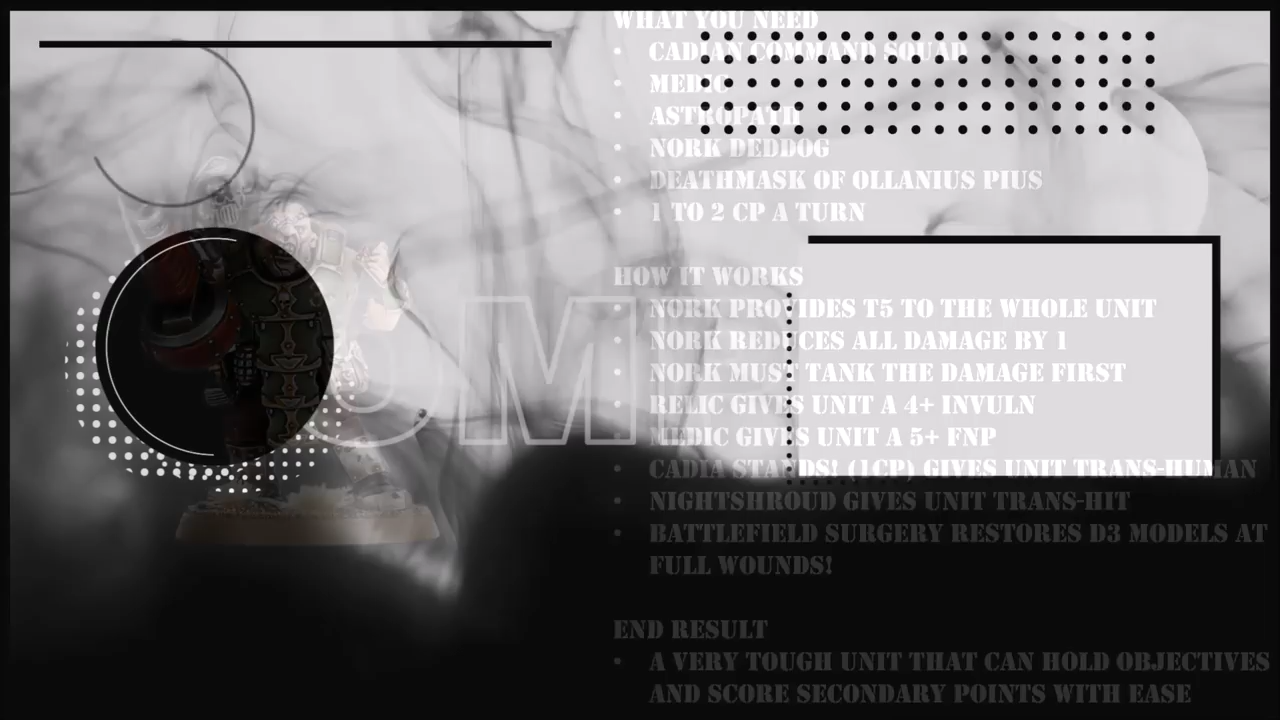 WHAT YOU NEED
• CADIAN COMMAND SQUAD
• MEDIC
• ASTROPATH
• NORK DEDDOG
• DEATHMASK OF OLLANIUS PIUS
• 1 TO 2 CP A TURN
HOW IT WORKS
• NORK PROVIDES T5 TO THE WHOLE UNIT
• NORK REDUCES ALL DAMAGE BY 1
• NORK MUST TANK THE DAMAGE FIRST
• RELIC GIVES UNIT A 4+ INVULN
• MEDIC GIVES UNIT A 5+ FNP
• CADIA STANDS! (1CP) GIVES UNIT TRANS-HUMAN
• NIGHTSHROUD GIVES UNIT TRANS-HIT
• BATTLEFIELD SURGERY RESTORES D3 MODELS AT
FULL WOUNDS!
END RESULT
• A VERY TOUGH UNIT THAT CAN HOLD OBJECTIVES
AND SCORE SECONDARY POINTS WITH EASE